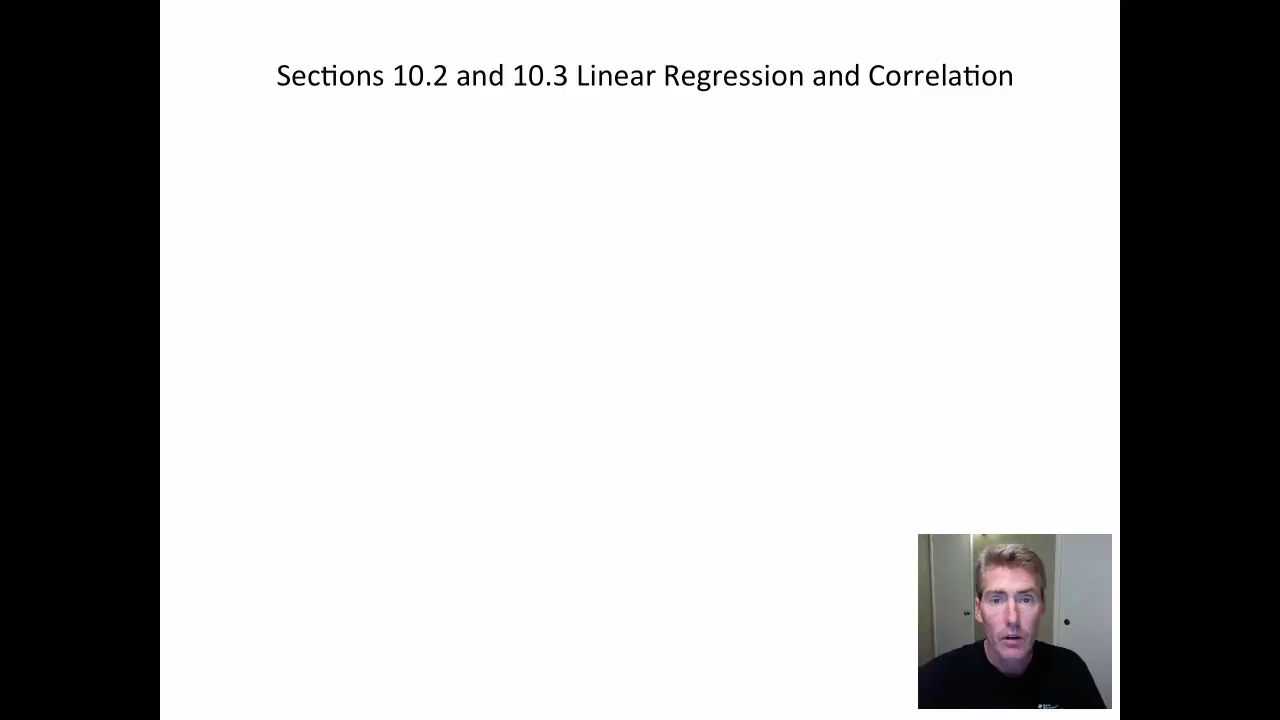 Sections 10.2 and 10.3 Linear Regression and Correlation